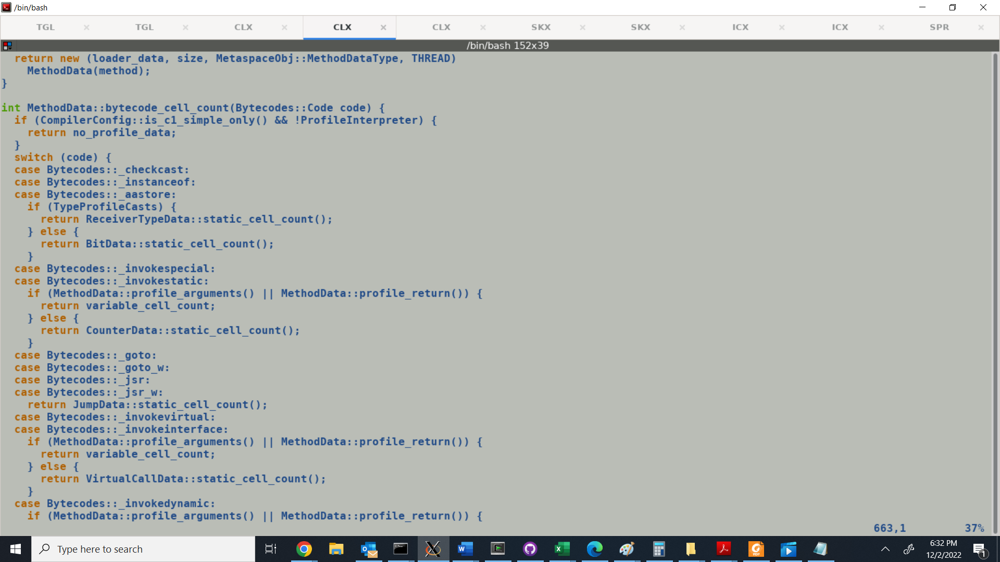 /bin/bash
TGL TGL CLX CLX CLX SKX SKX ICX ICX SPR
/bin/bash 152x39
  return new (loader_data, size, MetaspaceObj::MethodDataType, THREAD)
    MethodData(method);
}

int MethodData::bytecode_cell_count(Bytecodes::Code code) {
  if (CompilerConfig::is_c1_simple_only() && !ProfileInterpreter) {
    return no_profile_data;
  }
  switch (code) {
  case Bytecodes::_checkcast:
  case Bytecodes::_instanceof:
  case Bytecodes::_aastore:
    if (TypeProfileCasts) {
      return ReceiverTypeData::static_cell_count();
    } else {
      return BitData::static_cell_count();
    }
  case Bytecodes::_invokespecial:
  case Bytecodes::_invokestatic:
    if (MethodData::profile_arguments() || MethodData::profile_return()) {
      return variable_cell_count;
    } else {
      return CounterData::static_cell_count();
    }
  case Bytecodes::_goto:
  case Bytecodes::_goto_w:
  case Bytecodes::_jsr:
  case Bytecodes::_jsr_w:
    return JumpData::static_cell_count();
  case Bytecodes::_invokevirtual:
  case Bytecodes::_invokeinterface:
    if (MethodData::profile_arguments() || MethodData::profile_return()) {
      return variable_cell_count;
    } else {
      return VirtualCallData::static_cell_count();
    }
  case Bytecodes::_invokedynamic:
    if (MethodData::profile_arguments() || MethodData::profile_return()) {
663,1 37%
Type here to search
6:32 PM
12/2/2022
1